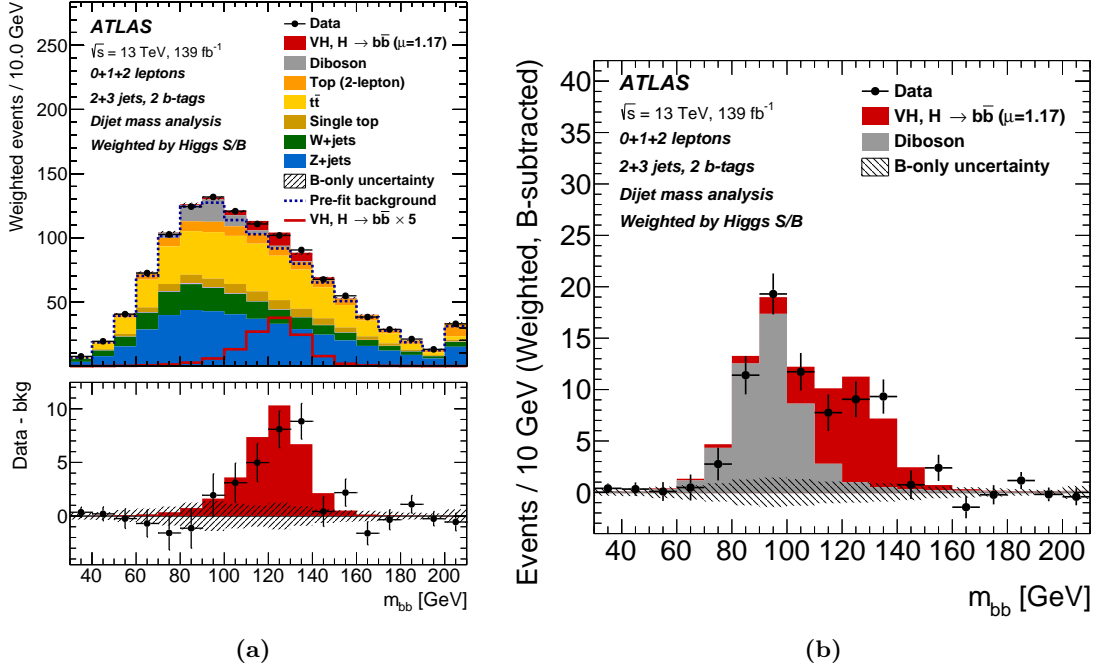 Weighted events / 10.0 GeV
250
200
150
100
50
ATLAS
√s = 13 TeV, 139 fb⁻¹
0+1+2 leptons
2+3 jets, 2 b-tags
Dijet mass analysis
Weighted by Higgs S/B
Data
VH, H → bb̄ (μ=1.17)
Diboson
Top (2-lepton)
tt̄
Single top
W+jets
Z+jets
B-only uncertainty
Pre-fit background
VH, H → bb̄ × 5
Data - bkg
10
5
0
40 60 80 100 120 140 160 180 200
m_bb [GeV]
(a)
Events / 10 GeV (Weighted, B-subtracted)
40
35
30
25
20
15
10
5
0
ATLAS
√s = 13 TeV, 139 fb⁻¹
0+1+2 leptons
2+3 jets, 2 b-tags
Dijet mass analysis
Weighted by Higgs S/B
Data
VH, H → bb̄ (μ=1.17)
Diboson
B-only uncertainty
40 60 80 100 120 140 160 180 200
m_bb [GeV]
(b)